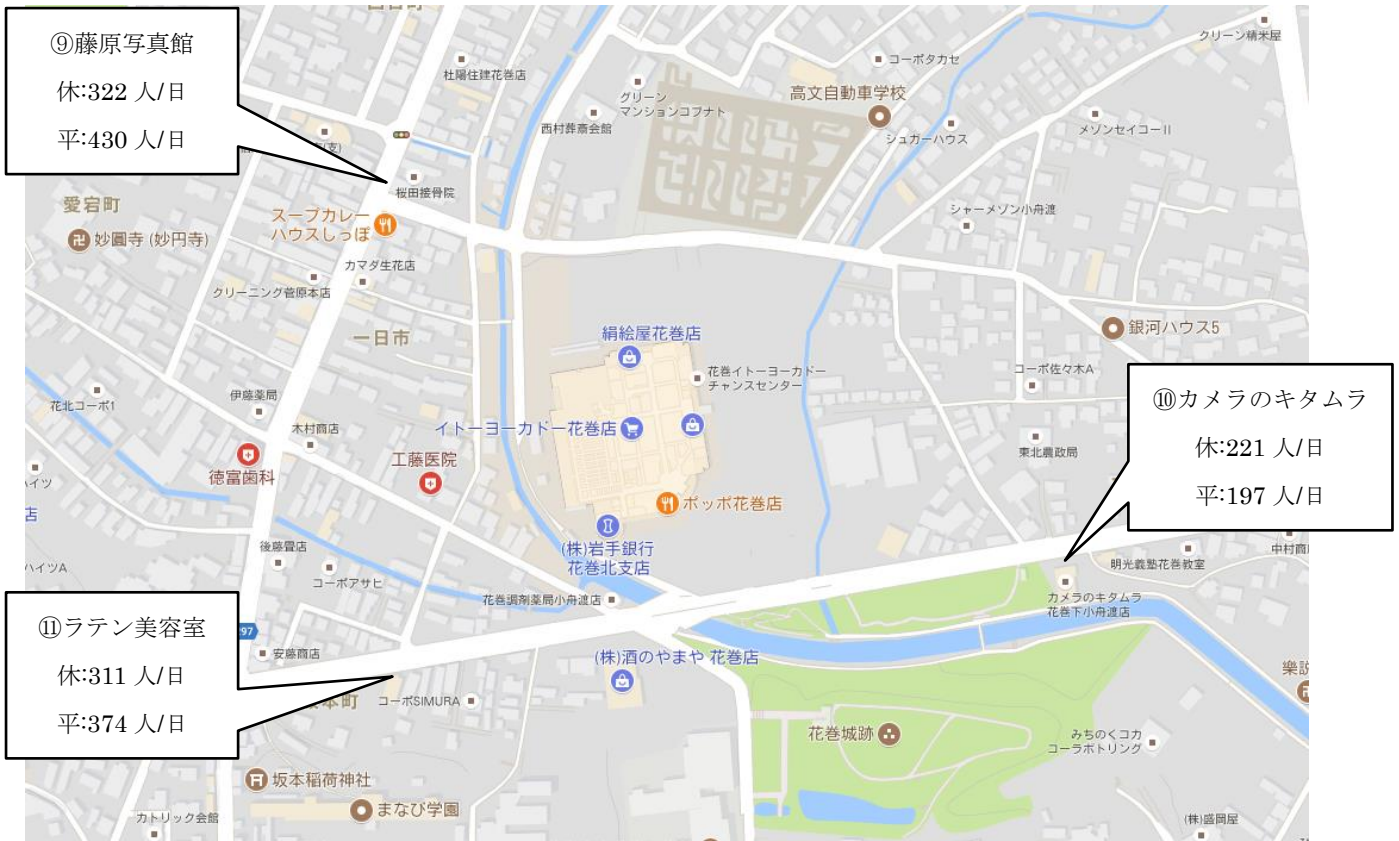 ⑨藤原写真館
休:322 人/日
平:430 人/日
杜陽住建花巻店
グリーン
マンションコブナト
西村葬斎会館
コーポタカセ
高文自動車学校
シュガーハウス
クリーン精米屋
メゾンセイコーII
桜田接骨院
愛宕町
卍 妙圓寺 (妙円寺)
スープカレー
ハウスしっぽ
シャーメゾン小舟渡
カマダ生花店
クリーニング菅原本店
一日市
絹絵屋花巻店
銀河ハウス5
花巻イトーヨーカドー
チャンスセンター
コーポ佐々木A
花北コーポ1
伊藤薬局
木村商店
イトーヨーカドー花巻店
⑩カメラのキタムラ
休:221 人/日
平:197 人/日
東北農政局
徳富歯科
工藤医院
ポッポ花巻店
ハイツ
店
(株)岩手銀行
花巻北支店
後藤畳店
コーポアサヒ
ハイツA
花巻調剤薬局小舟渡店
明光義塾花巻教室
中村商
カメラのキタムラ
花巻下小舟渡店
⑪ラテン美容室
休:311 人/日
平:374 人/日
97
安藤商店
(株)酒のやまや 花巻店
本町
コーポSIMURA
花巻城跡
みちのくコカ
コーラボトリング
坂本稲荷神社
まなび学園
カトリック会館
(株)盛岡屋